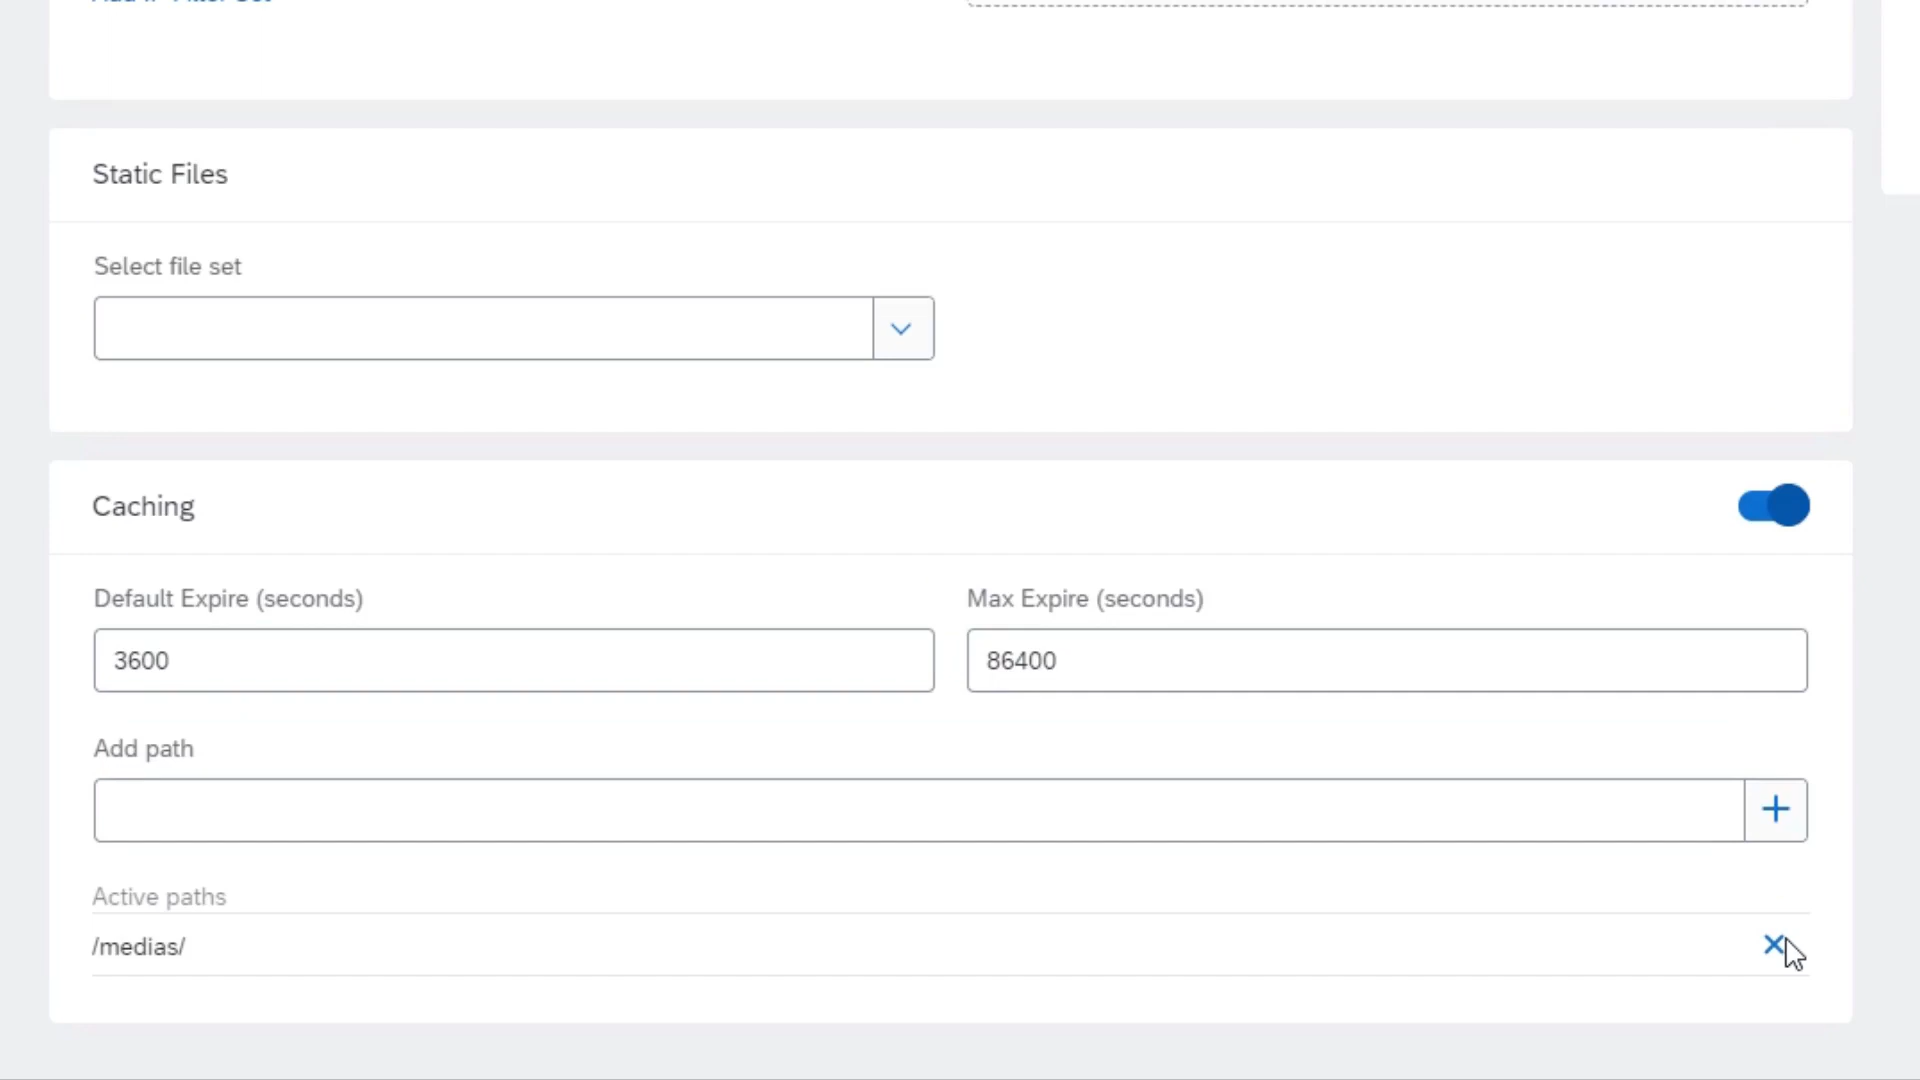 Static Files
Select file set
Caching
Default Expire (seconds)
Max Expire (seconds)
3600
86400
Add path
Active paths
/medias/